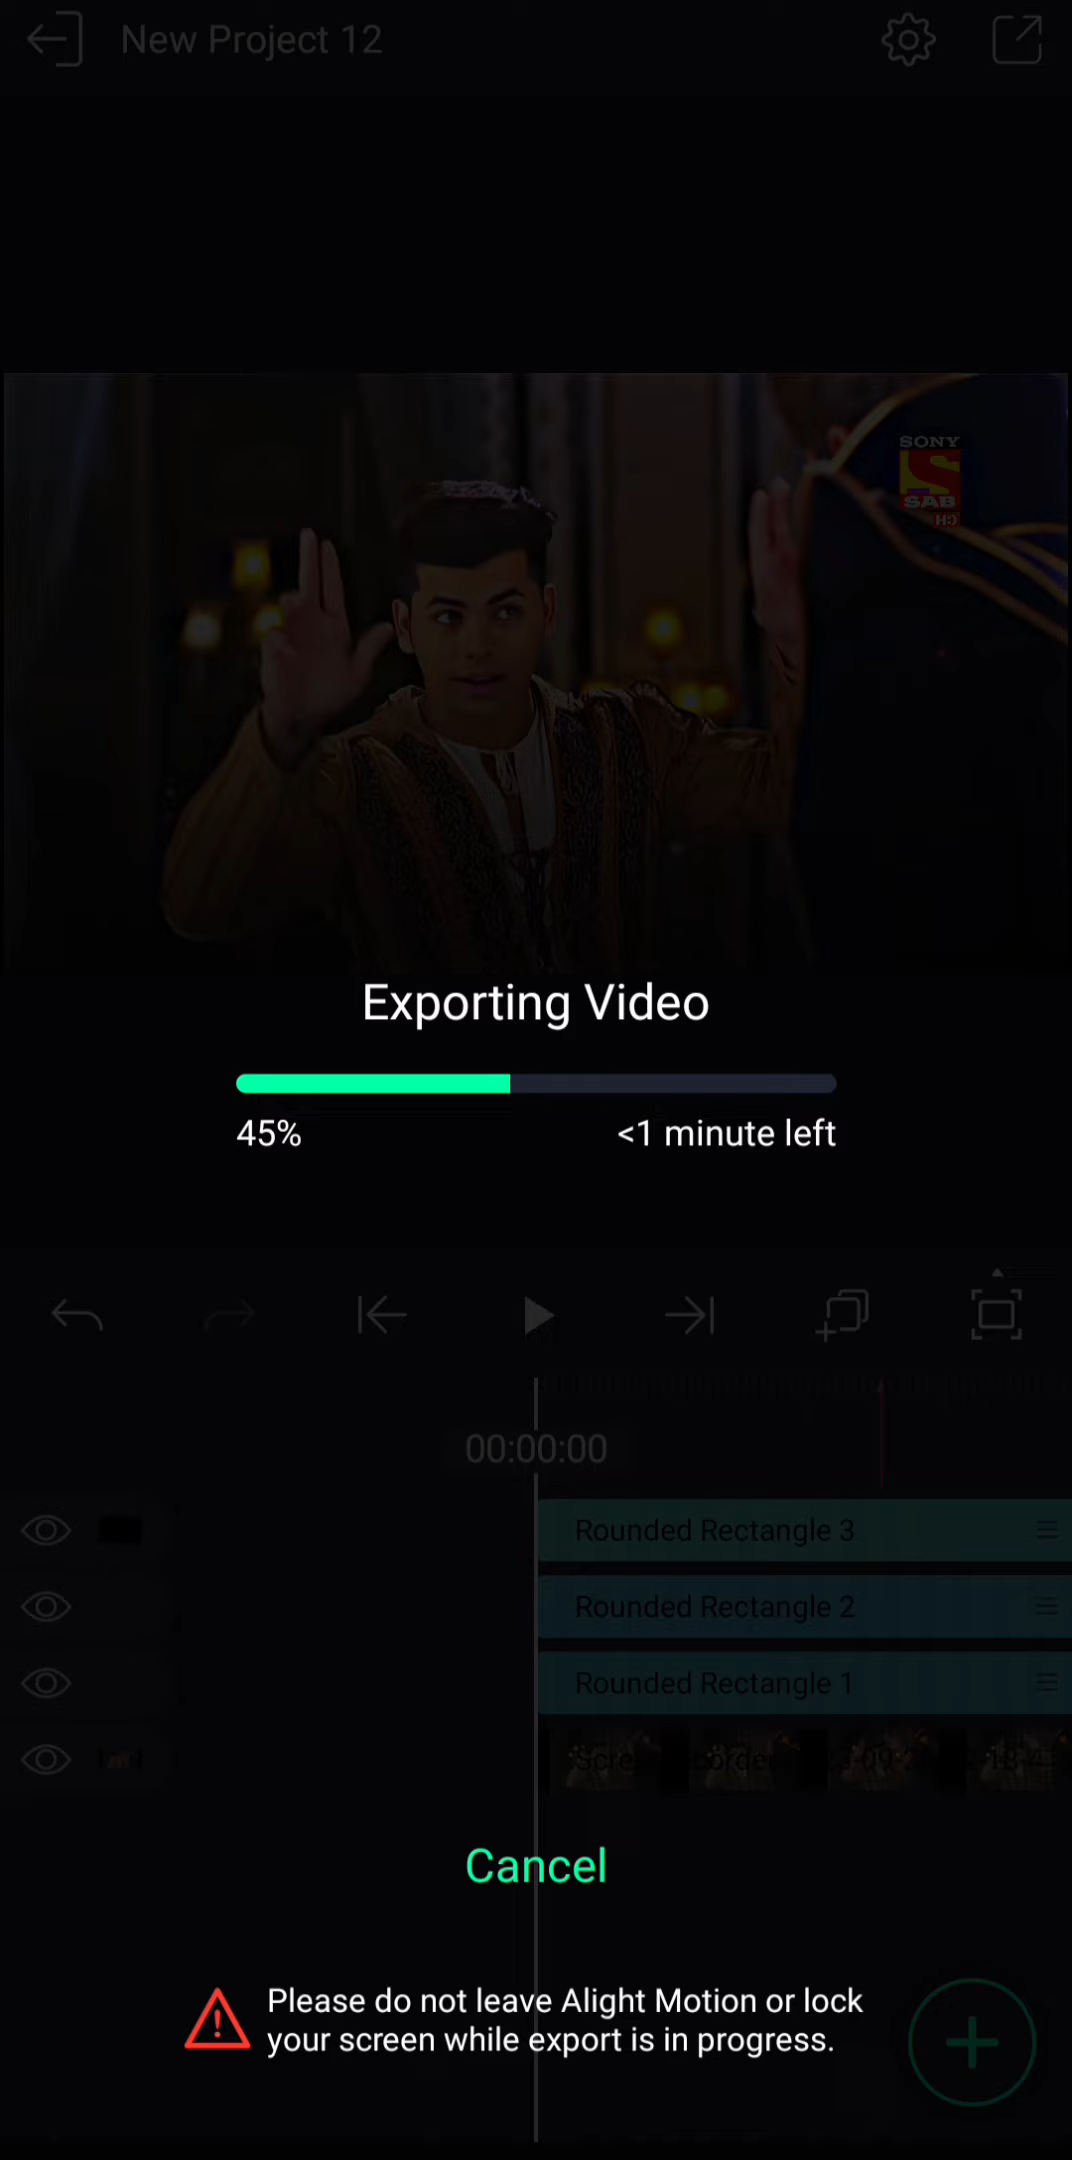 New Project 12
SONY
SAB
HD
Exporting Video
45%
<1 minute left
00:00:00
Rounded Rectangle 3
Rounded Rectangle 2
Rounded Rectangle 1
Cancel
Please do not leave Alight Motion or lock
your screen while export is in progress.